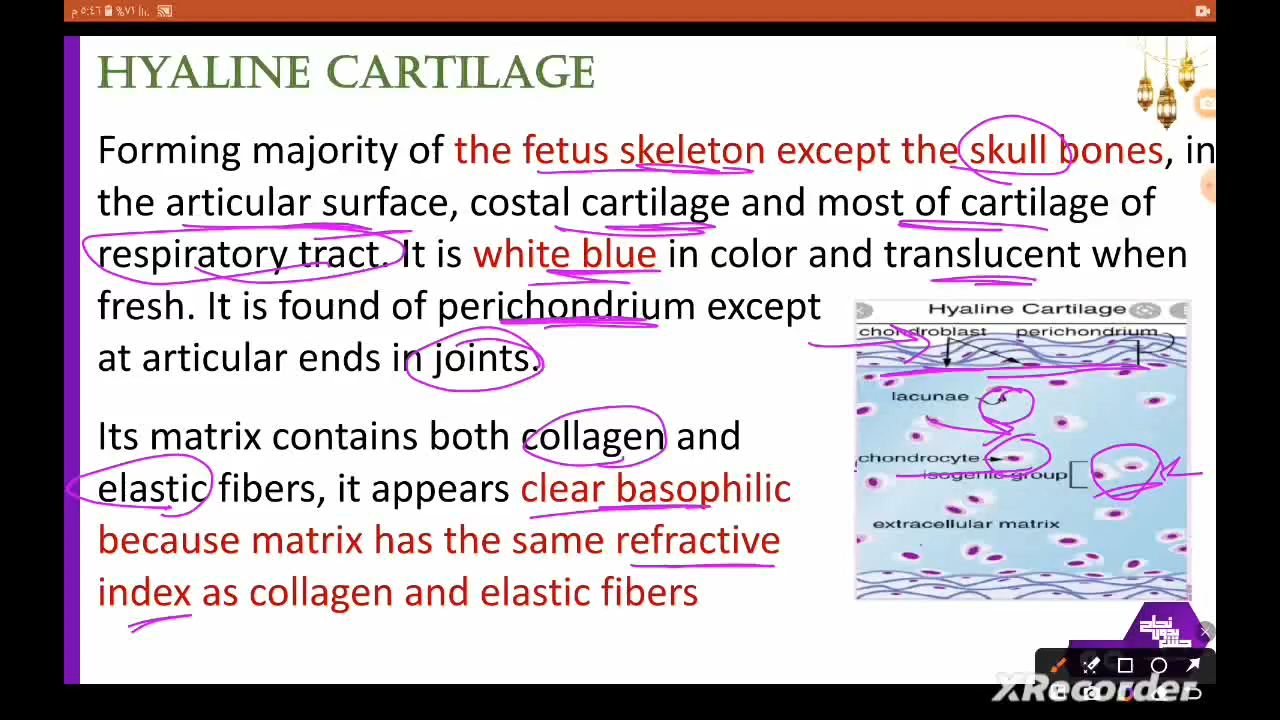 ٥:٤٦ م
٧١%
HYALINE CARTILAGE
Forming majority of the fetus skeleton except the skull bones, in
the articular surface, costal cartilage and most of cartilage of
respiratory tract. It is white blue in color and translucent when
fresh. It is found of perichondrium except
at articular ends in joints.
Its matrix contains both collagen and
elastic fibers, it appears clear basophilic
because matrix has the same refractive
index as collagen and elastic fibers
Hyaline Cartilage
chondroblast perichondrium
lacunae
chondrocyte
isogenic group
extracellular matrix
XRecorder